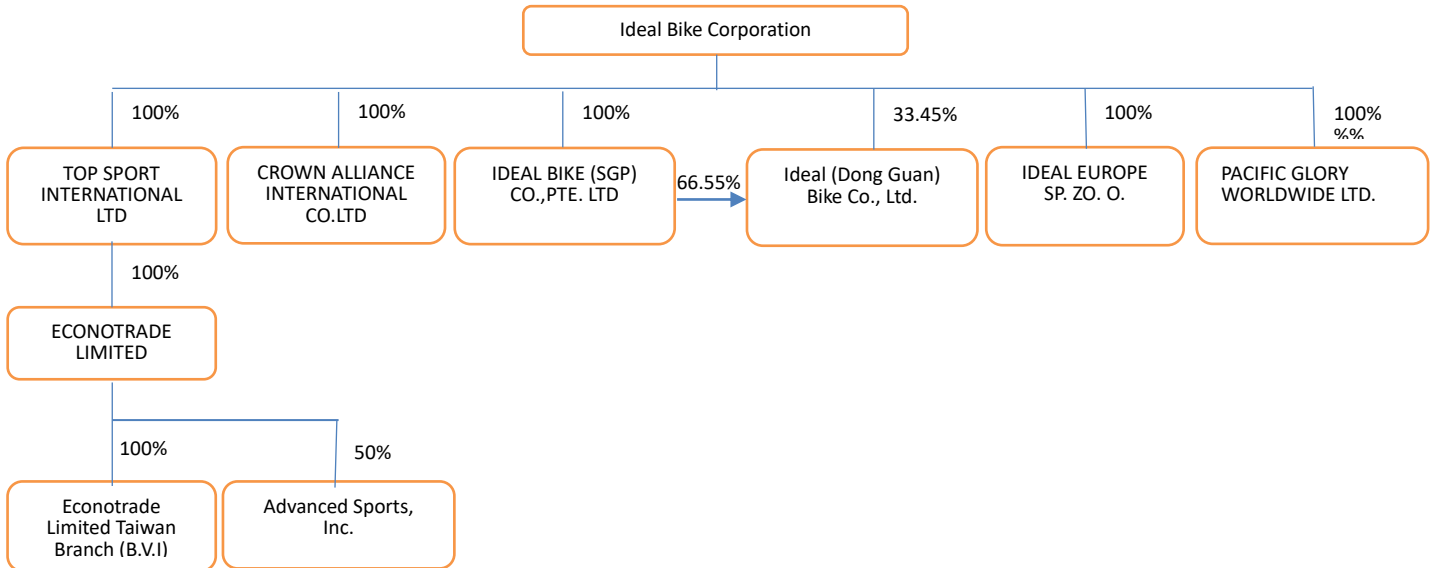 Ideal Bike Corporation
100%
100%
100%
33.45%
100%
100%
%%
TOP SPORT
INTERNATIONAL
LTD
CROWN ALLIANCE
INTERNATIONAL
CO.LTD
IDEAL BIKE (SGP)
CO.,PTE. LTD
66.55%
Ideal (Dong Guan)
Bike Co., Ltd.
IDEAL EUROPE
SP. ZO. O.
PACIFIC GLORY
WORLDWIDE LTD.
100%
ECONOTRADE
LIMITED
100%
50%
Econotrade
Limited Taiwan
Branch (B.V.I)
Advanced Sports,
Inc.